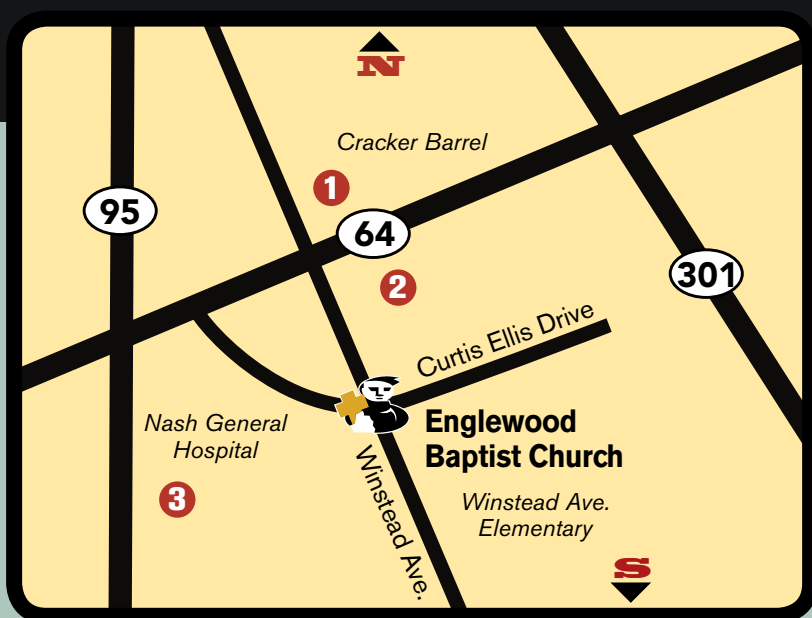 N
Cracker Barrel
1
95
64
301
2
Curtis Ellis Drive
Englewood
Baptist Church
Nash General
Hospital
3
Winstead Ave.
Winstead Ave.
Elementary
S